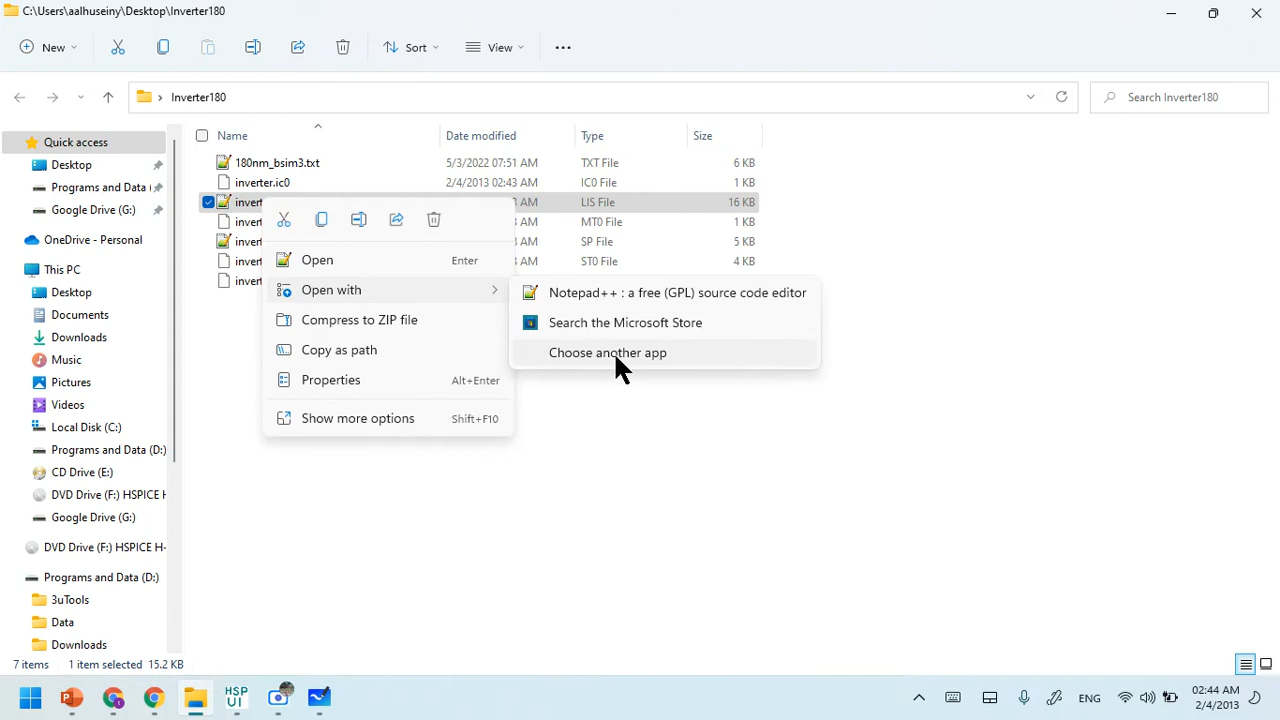 C:\Users\aalhuseiny\Desktop\Inverter180
New
Sort
View
Inverter180
Search Inverter180
Name
Date modified
Type
Size
180nm_bsim3.txt 5/3/2022 07:51 AM TXT File 6 KB
inverter.ic0 2/4/2013 02:43 AM IC0 File 1 KB
LIS File 16 KB
AM MT0 File 1 KB
AM SP File 5 KB
AM ST0 File 4 KB
Open Enter
Open with
Compress to ZIP file
Copy as path
Properties Alt+Enter
Show more options Shift+F10
Notepad++ : a free (GPL) source code editor
Search the Microsoft Store
Choose another app
Quick access
Desktop
Programs and Data (
Google Drive (G:)
OneDrive - Personal
This PC
Desktop
Documents
Downloads
Music
Pictures
Videos
Local Disk (C:)
Programs and Data (D:)
CD Drive (E:)
DVD Drive (F:) HSPICE H
Google Drive (G:)
DVD Drive (F:) HSPICE H-
Programs and Data (D:)
3uTools
Data
Downloads
7 items 1 item selected 15.2 KB
HSP
UI
ENG
02:44 AM
2/4/2013